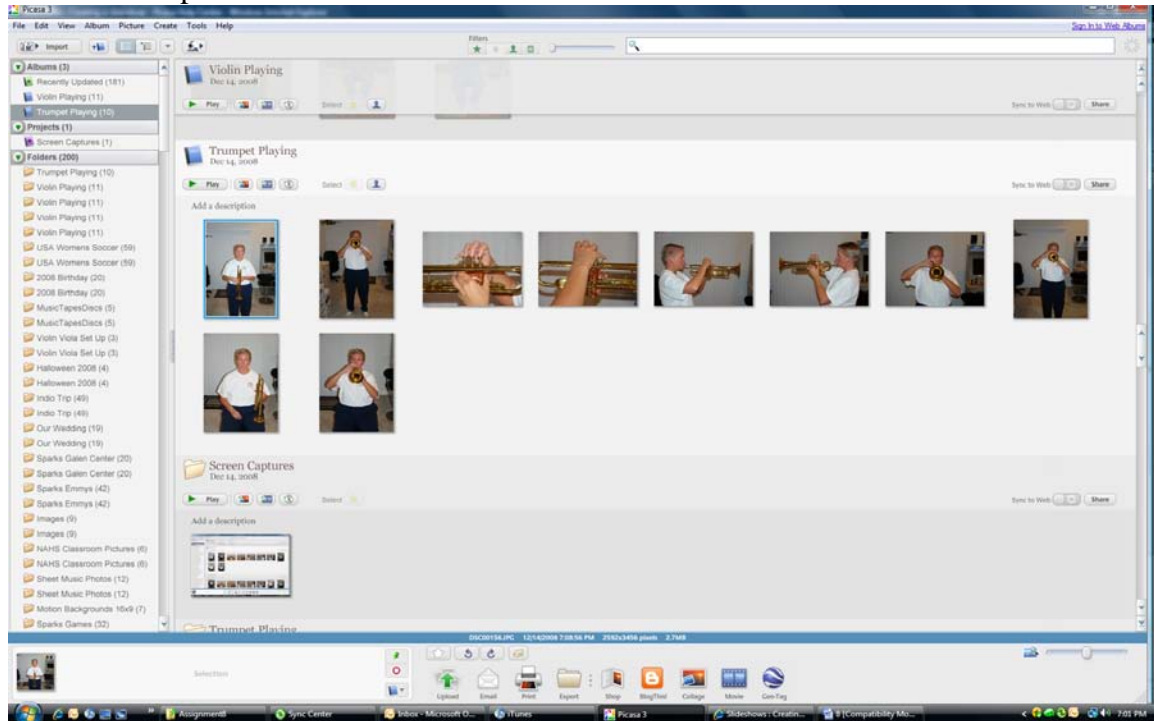 Picasa 3
File Edit View Album Picture Create Tools Help
Sign In to Web Albums
Import
Filters
Albums (3)
Recently Updated (181)
Violin Playing (11)
Trumpet Playing (10)
Projects (1)
Screen Captures (1)
Folders (200)
Trumpet Playing (10)
Violin Playing (11)
Violin Playing (11)
Violin Playing (11)
Violin Playing (11)
USA Womens Soccer (59)
USA Womens Soccer (59)
2008 Birthday (20)
2008 Birthday (20)
MusicTapesDiscs (5)
MusicTapesDiscs (5)
Violin Viola Set Up (3)
Violin Viola Set Up (3)
Halloween 2008 (4)
Halloween 2008 (4)
Indio Trip (49)
Indio Trip (49)
Our Wedding (19)
Our Wedding (19)
Sparks Galen Center (20)
Sparks Galen Center (20)
Sparks Emmys (42)
Sparks Emmys (42)
Images (9)
Images (9)
NAHS Classroom Pictures (6)
NAHS Classroom Pictures (6)
Sheet Music Photos (12)
Sheet Music Photos (12)
Motion Backgrounds 16x9 (7)
Sparks Games (32)
Violin Playing
Dec 14, 2008
Play Select Sync to Web Share
Trumpet Playing
Dec 14, 2008
Play Select Sync to Web Share
Add a description
Screen Captures
Dec 14, 2008
Play Select Sync to Web Share
Add a description
Trumpet Playing
DSC00156.JPG 12/14/2008 7:08:56 PM 2592x3456 pixels 2.7MB
Selection
Upload Email Print Export Shop BlogThis! Collage Movie Geo-Tag
Assignment8 Sync Center Inbox - Microsoft O... iTunes Picasa 3 Slideshows : Creatin... 8 [Compatibility Mo... 7:01 PM